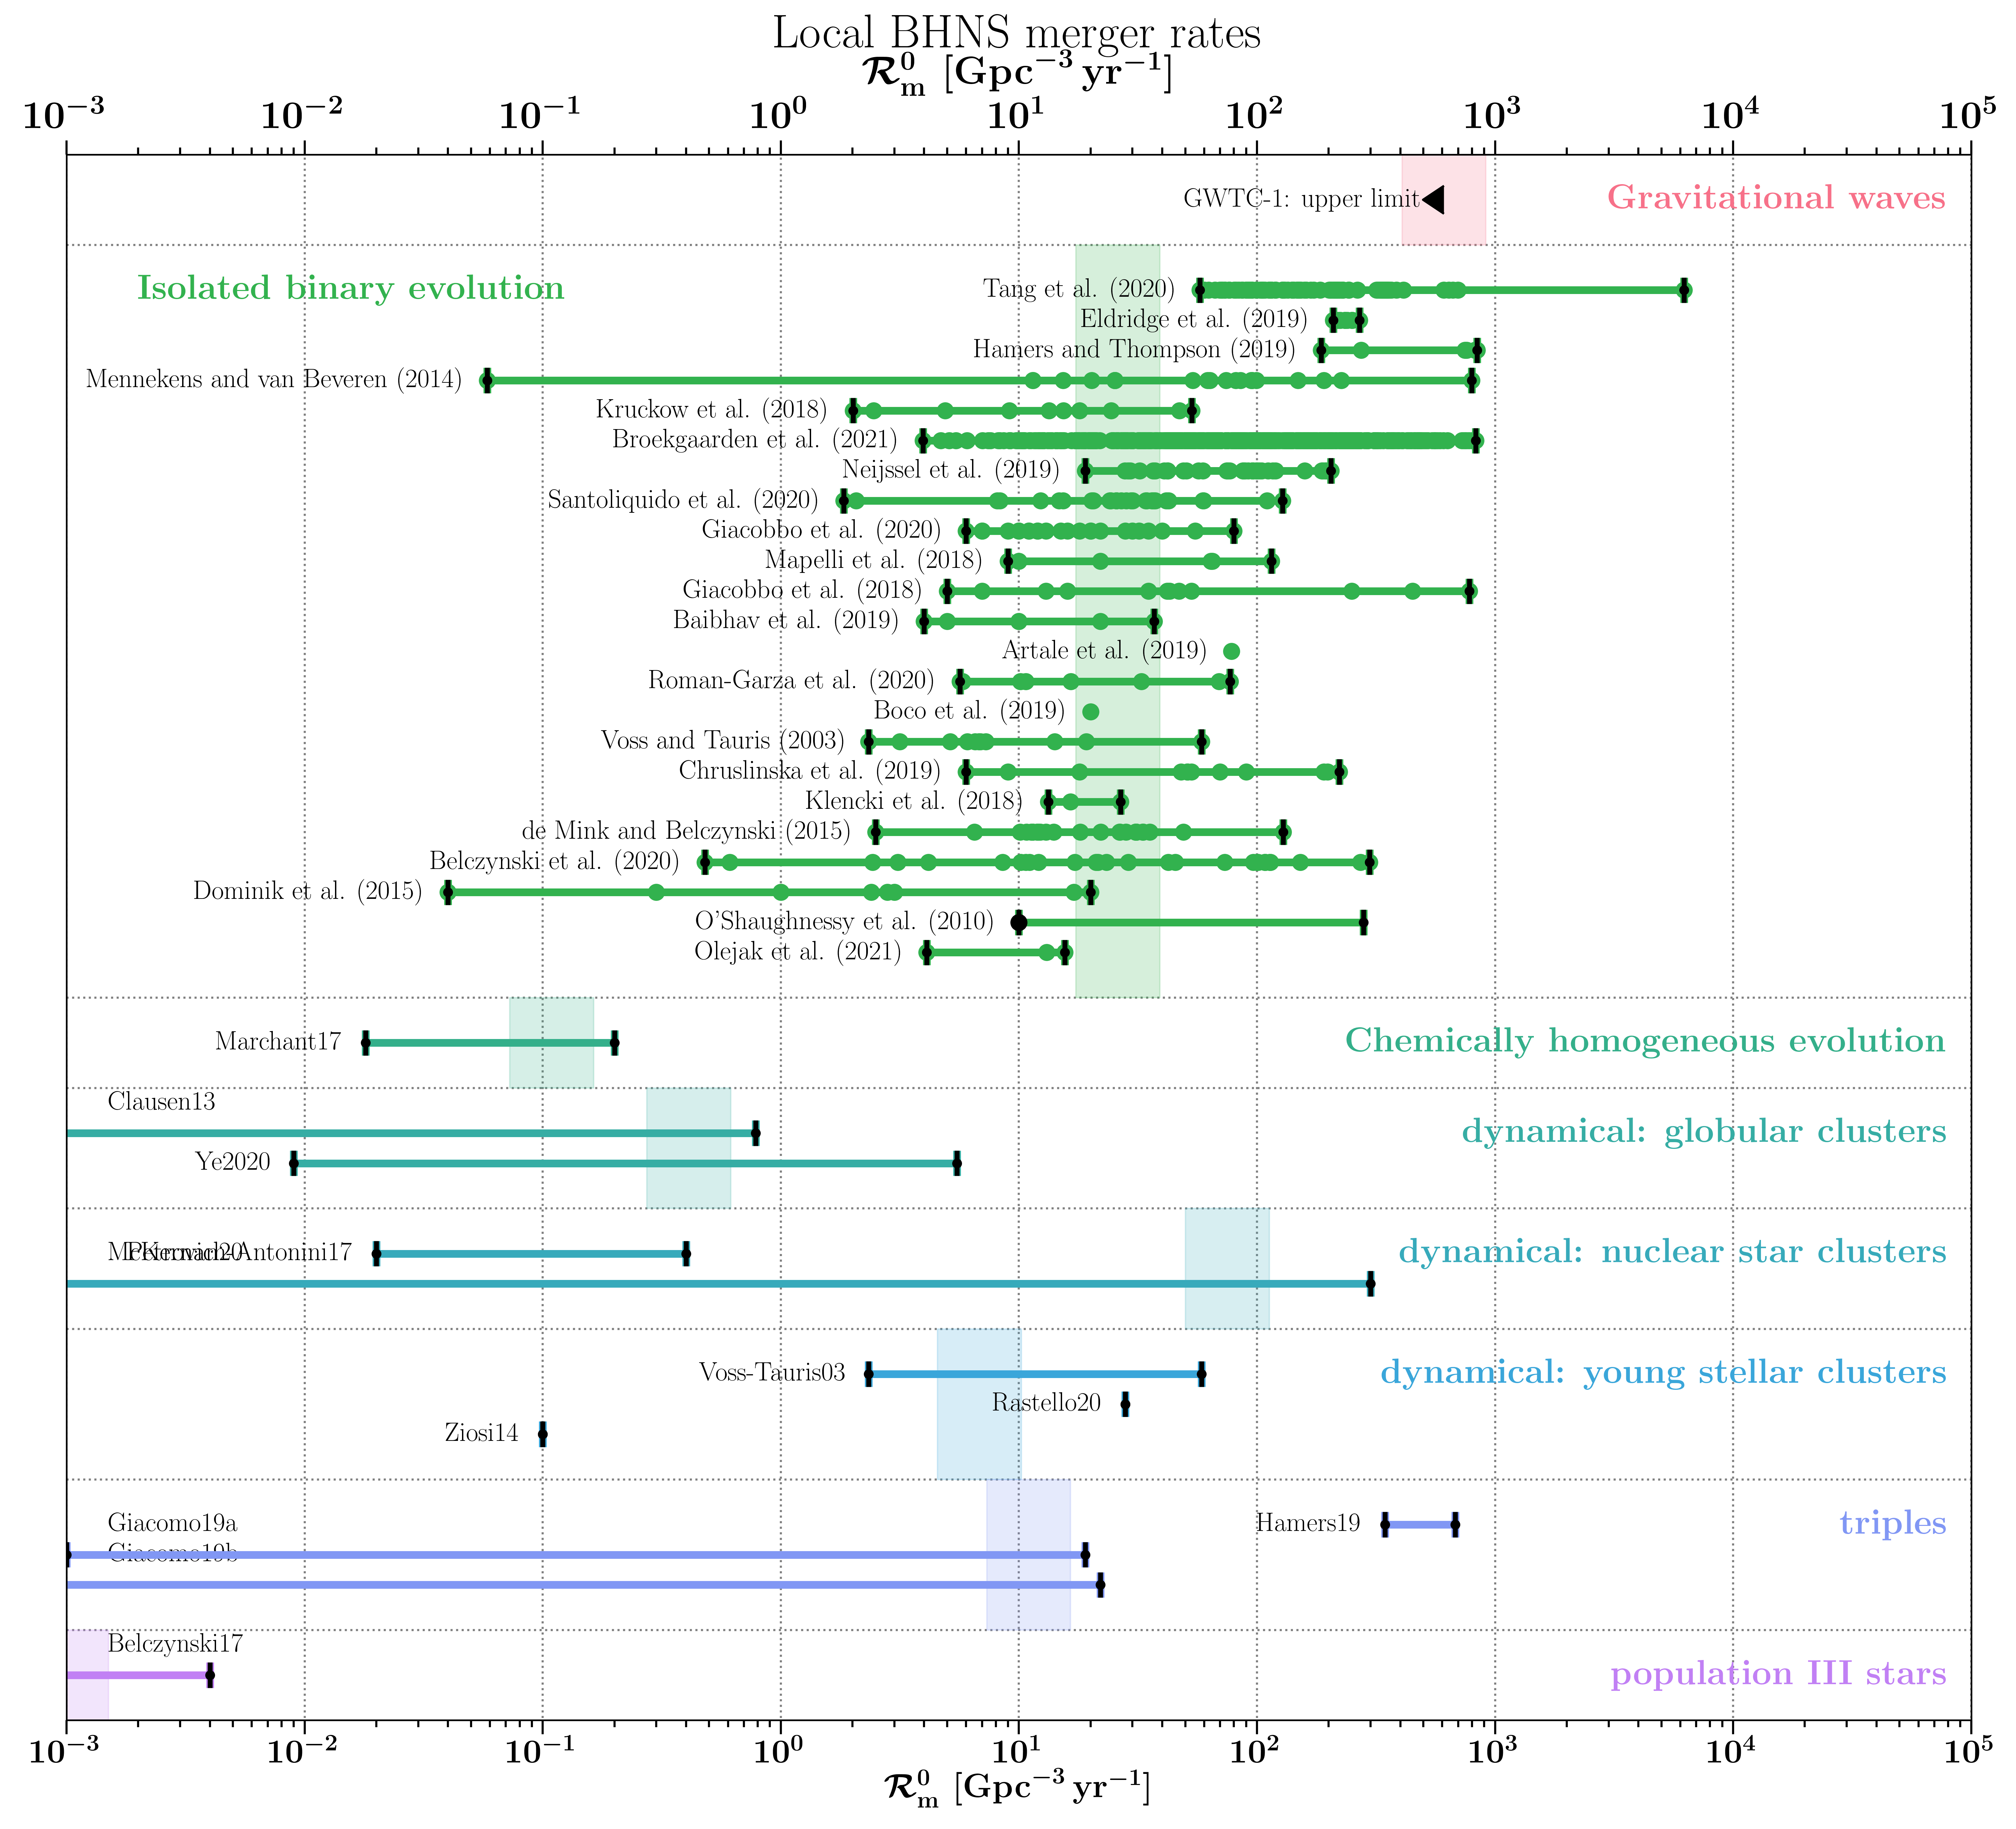 Local BHNS merger rates
𝓡ₘ⁰ [Gpc⁻³ yr⁻¹]
10⁻³ 10⁻² 10⁻¹ 10⁰ 10¹ 10² 10³ 10⁴ 10⁵
GWTC-1: upper limit
Gravitational waves
Isolated binary evolution
Tang et al. (2020)
Eldridge et al. (2019)
Hamers and Thompson (2019)
Mennekens and van Beveren (2014)
Kruckow et al. (2018)
Broekgaarden et al. (2021)
Neijssel et al. (2019)
Santoliquido et al. (2020)
Giacobbo et al. (2020)
Mapelli et al. (2018)
Giacobbo et al. (2018)
Baibhav et al. (2019)
Artale et al. (2019)
Roman-Garza et al. (2020)
Boco et al. (2019)
Voss and Tauris (2003)
Chruslinska et al. (2019)
Klencki et al. (2018)
de Mink and Belczynski (2015)
Belczynski et al. (2020)
Dominik et al. (2015)
O'Shaughnessy et al. (2010)
Olejak et al. (2021)
Marchant17
Chemically homogeneous evolution
Clausen13
dynamical: globular clusters
Ye2020
dynamical: nuclear star clusters
Voss-Tauris03
dynamical: young stellar clusters
Rastello20
Ziosi14
Giacomo19a
Hamers19
triples
Giacomo19b
Belczynski17
population III stars
10⁻³ 10⁻² 10⁻¹ 10⁰ 10¹ 10² 10³ 10⁴ 10⁵
𝓡ₘ⁰ [Gpc⁻³ yr⁻¹]